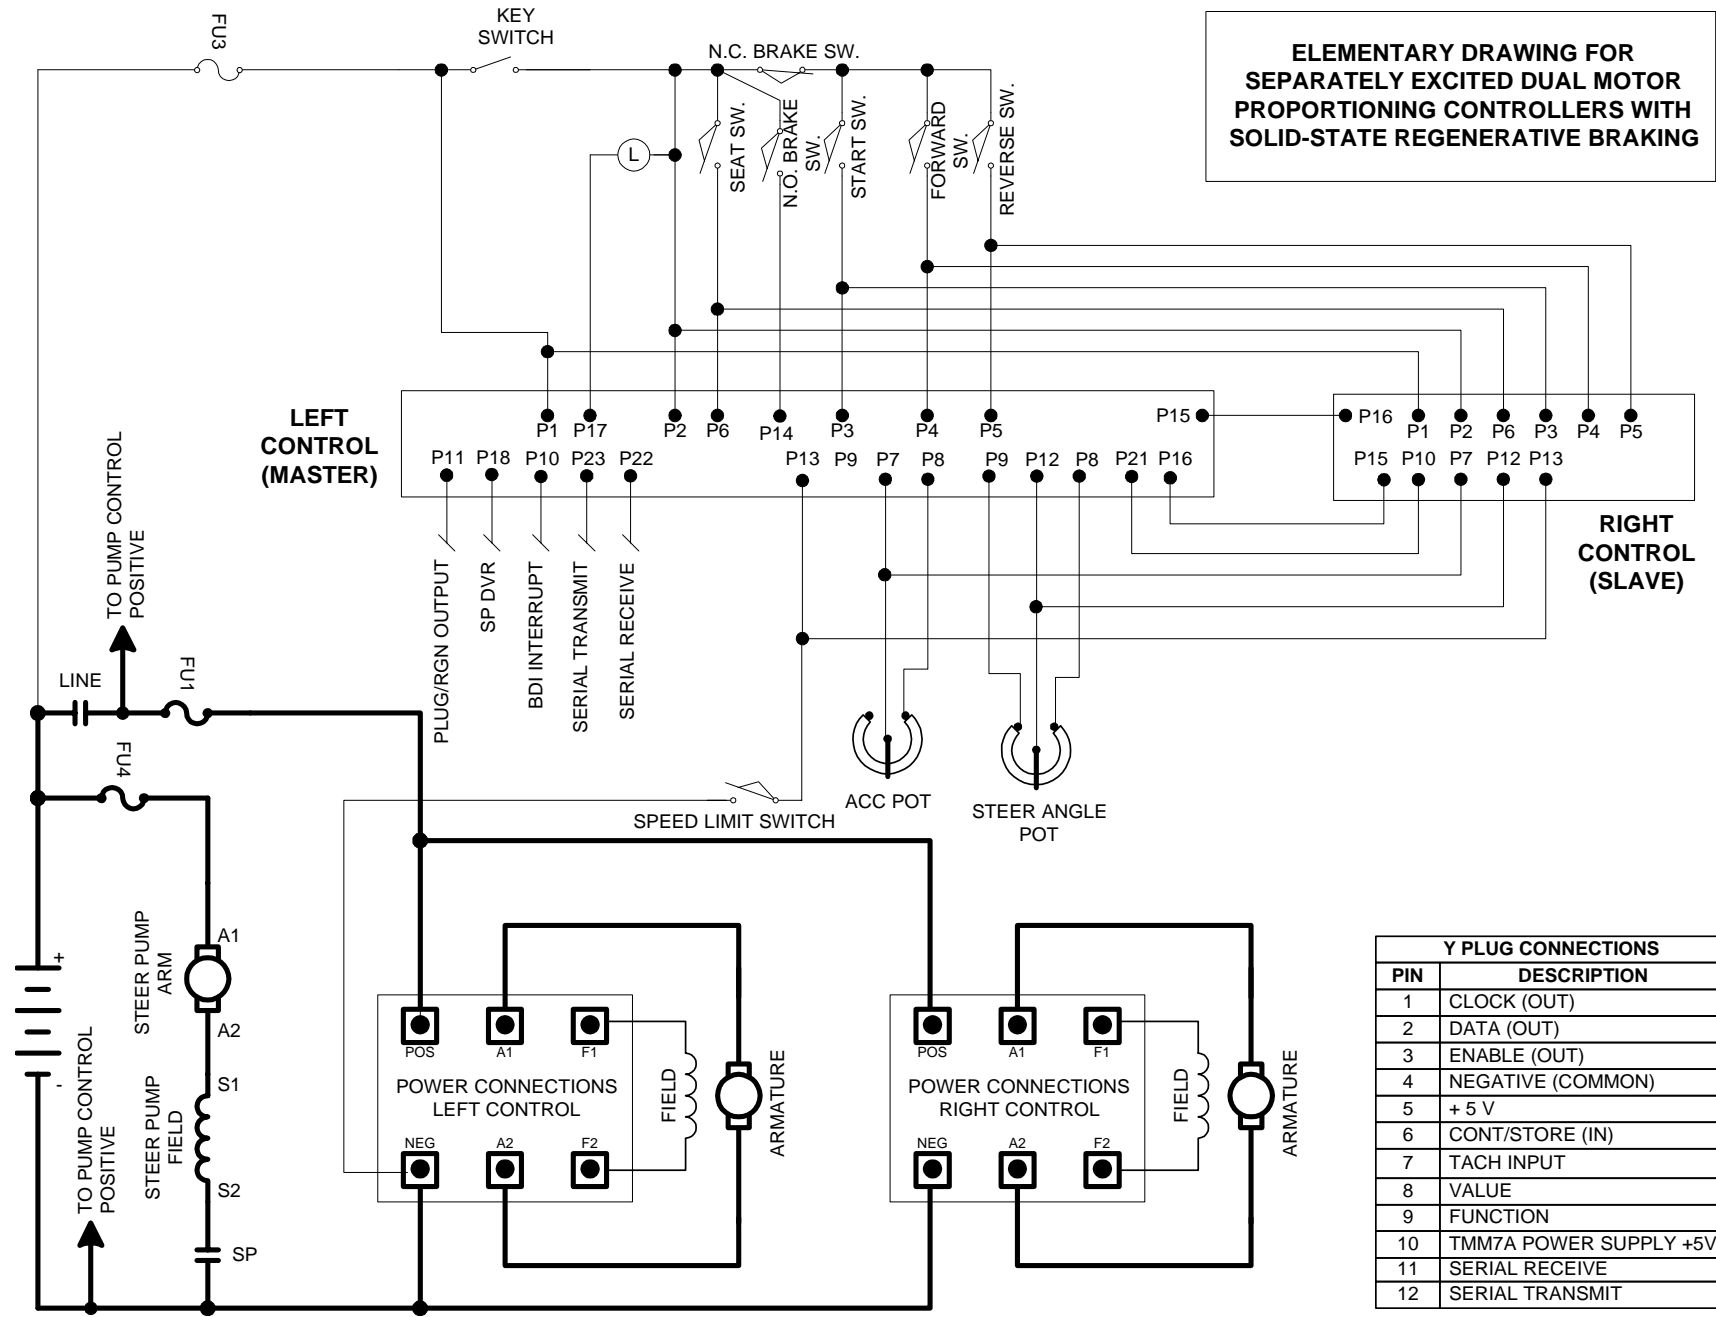 KEY
SWITCH
FU3
N.C. BRAKE SW.
ELEMENTARY DRAWING FOR
SEPARATELY EXCITED DUAL MOTOR
PROPORTIONING CONTROLLERS WITH
SOLID-STATE REGENERATIVE BRAKING
L
SEAT SW.
N.O. BRAKE
SW.
START SW.
FORWARD
SW.
REVERSE SW.
LEFT
CONTROL
(MASTER)
P1 P17 P2 P6 P14 P3 P4 P5 P15
P11 P18 P10 P23 P22 P13 P9 P7 P8 P9 P12 P8 P21 P16
P16 P1 P2 P6 P3 P4 P5
P15 P10 P7 P12 P13
RIGHT
CONTROL
(SLAVE)
PLUG/RGN OUTPUT
SP DVR
BDI INTERRUPT
SERIAL TRANSMIT
SERIAL RECEIVE
TO PUMP CONTROL
POSITIVE
LINE
FU1
FU4
ACC POT
STEER ANGLE
POT
SPEED LIMIT SWITCH
+
-
STEER PUMP
ARM
A1
A2
STEER PUMP
FIELD
S1
S2
SP
TO PUMP CONTROL
POSITIVE
POS A1 F1
POWER CONNECTIONS
LEFT CONTROL
NEG A2 F2
FIELD
ARMATURE
POS A1 F1
POWER CONNECTIONS
RIGHT CONTROL
NEG A2 F2
FIELD
ARMATURE
Y PLUG CONNECTIONS
PIN DESCRIPTION
1 CLOCK (OUT)
2 DATA (OUT)
3 ENABLE (OUT)
4 NEGATIVE (COMMON)
5 + 5 V
6 CONT/STORE (IN)
7 TACH INPUT
8 VALUE
9 FUNCTION
10 TMM7A POWER SUPPLY +5V
11 SERIAL RECEIVE
12 SERIAL TRANSMIT